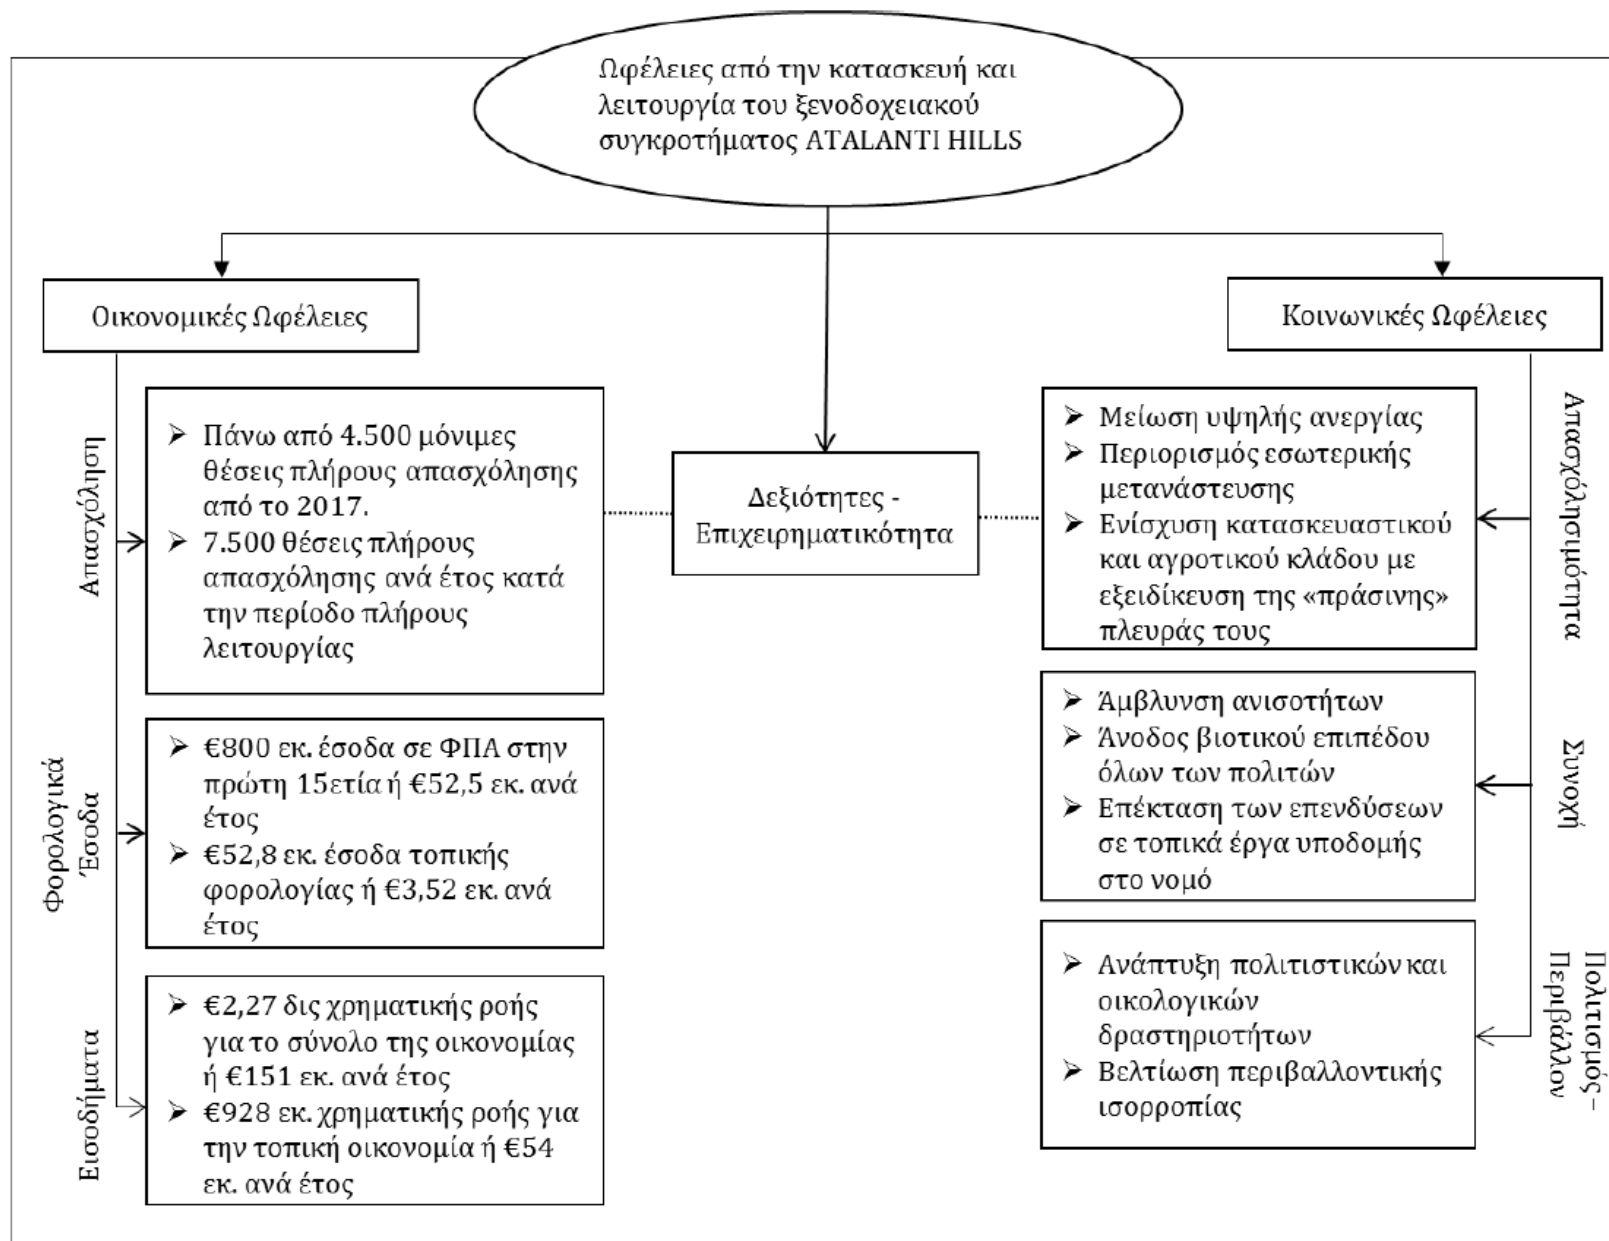 Ωφέλειες από την κατασκευή και
λειτουργία του ξενοδοχειακού
συγκροτήματος ATALANTI HILLS
Οικονομικές Ωφέλειες
Κοινωνικές Ωφέλειες
Απασχόληση
➢ Πάνω από 4.500 μόνιμες
θέσεις πλήρους απασχόλησης
από το 2017.
➢ 7.500 θέσεις πλήρους
απασχόλησης ανά έτος κατά
την περίοδο πλήρους
λειτουργίας
Δεξιότητες -
Επιχειρηματικότητα
➢ Μείωση υψηλής ανεργίας
➢ Περιορισμός εσωτερικής
μετανάστευσης
➢ Ενίσχυση κατασκευαστικού
και αγροτικού κλάδου με
εξειδίκευση της «πράσινης»
πλευράς τους
Απασχόλησιμότητα
Φορολογικά
Έσοδα
➢ €800 εκ. έσοδα σε ΦΠΑ στην
πρώτη 15ετία ή €52,5 εκ. ανά
έτος
➢ €52,8 εκ. έσοδα τοπικής
φορολογίας ή €3,52 εκ. ανά
έτος
➢ Άμβλυνση ανισοτήτων
➢ Άνοδος βιοτικού επιπέδου
όλων των πολιτών
➢ Επέκταση των επενδύσεων
σε τοπικά έργα υποδομής
στο νομό
Συνοχή
Εισοδήματα
➢ €2,27 δις χρηματικής ροής
για το σύνολο της οικονομίας
ή €151 εκ. ανά έτος
➢ €928 εκ. χρηματικής ροής για
την τοπική οικονομία ή €54
εκ. ανά έτος
➢ Ανάπτυξη πολιτιστικών και
οικολογικών
δραστηριοτήτων
➢ Βελτίωση περιβαλλοντικής
ισορροπίας
Πολιτισμός –
Περιβάλλον